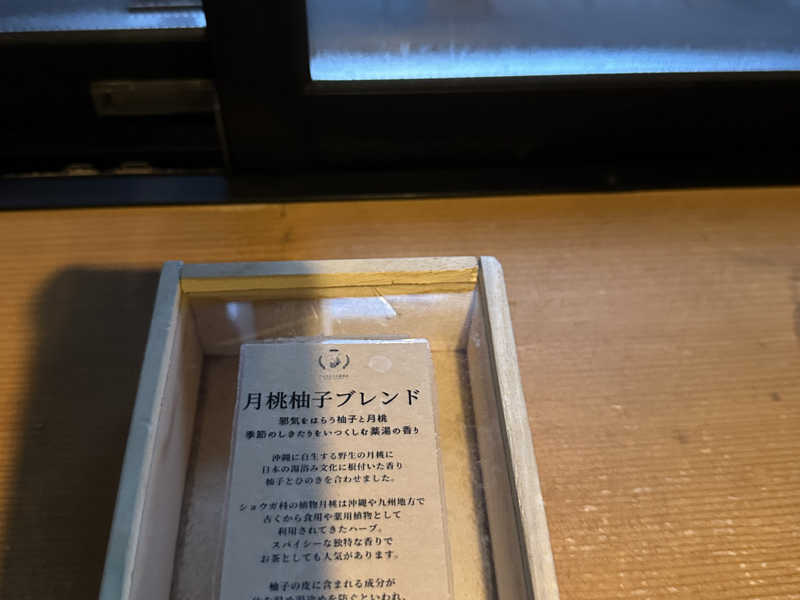 月桃柚子ブレンド
邪気をはらう柚子と月桃
季節のしきたりをいつくしむ薬湯の香り
沖縄に自生する野生の月桃に
日本の湯浴み文化に根付いた香り
柚子とひのきを合わせました。
ショウガ科の植物月桃は沖縄や九州地方で
古くから食用や薬用植物として
利用されてきたハーブ。
スパイシーな独特な香りで
お茶としても人気があります。
柚子の皮に含まれる成分が
を防ぐといわれ、